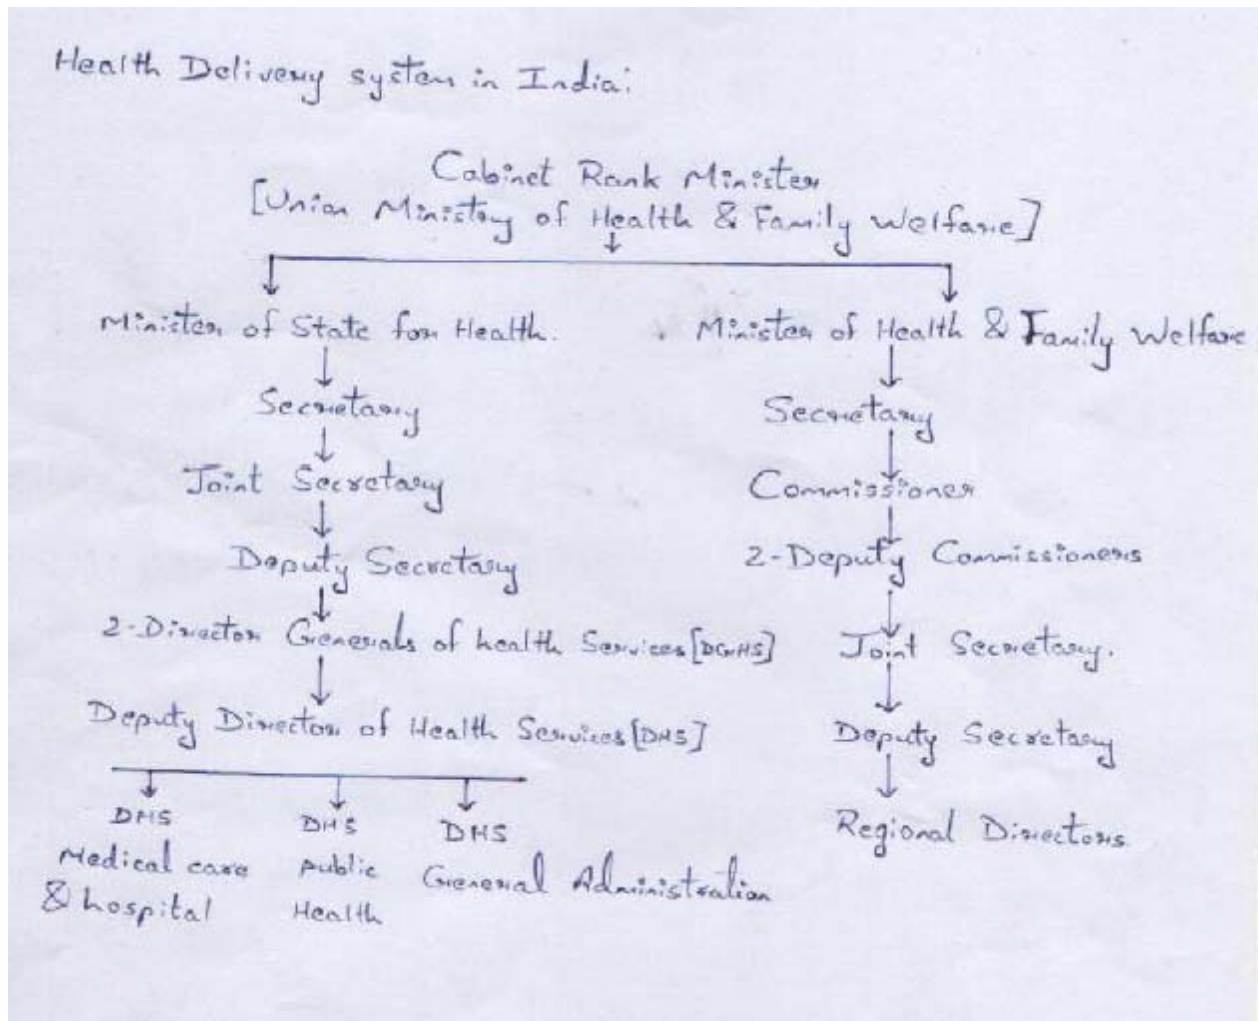 Health Delivery system in India:
Cabinet Rank Minister
[Union Ministry of Health & Family Welfare]
Minister of State for Health.
Minister of Health & Family Welfare
Secretary
Secretary
Joint Secretary
Commissioner
Deputy Secretary
2-Deputy Commissioners
2-Director Generals of health Services [DGHS]
Joint Secretary.
Deputy Director of Health Services [DHS]
Deputy Secretary
DHS
DHS
DHS
Regional Directors
Medical care
& hospital
Public
Health
General Administration